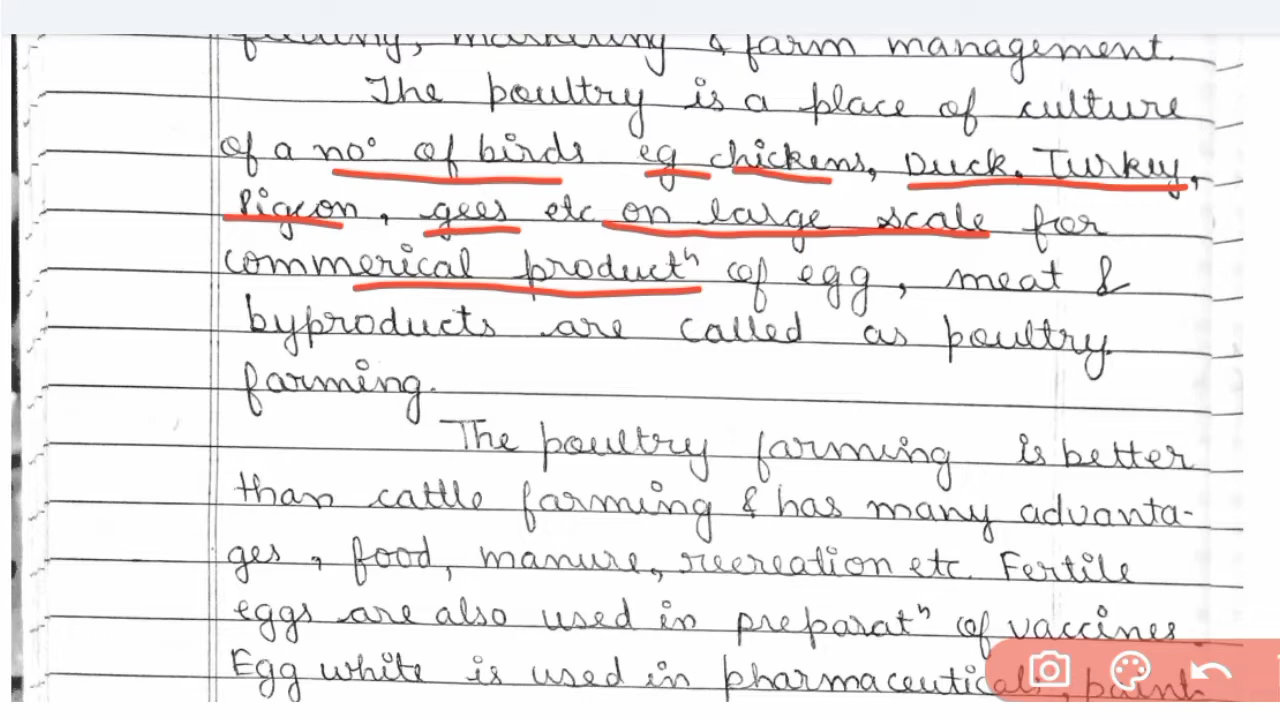 feeding, marketing & farm management.
The poultry is a place of culture
of a no° of birds eg chickens, Duck, Turkey,
Pigeon, gees etc on large scale for
commerical productⁿ of egg, meat &
byproducts are called as poultry
farming.
The poultry farming is better
than cattle farming & has many advanta-
ges, food, manure, recreation etc. Fertile
eggs are also used in preparatⁿ of vaccines.
Egg white is used in pharmaceutical, paint